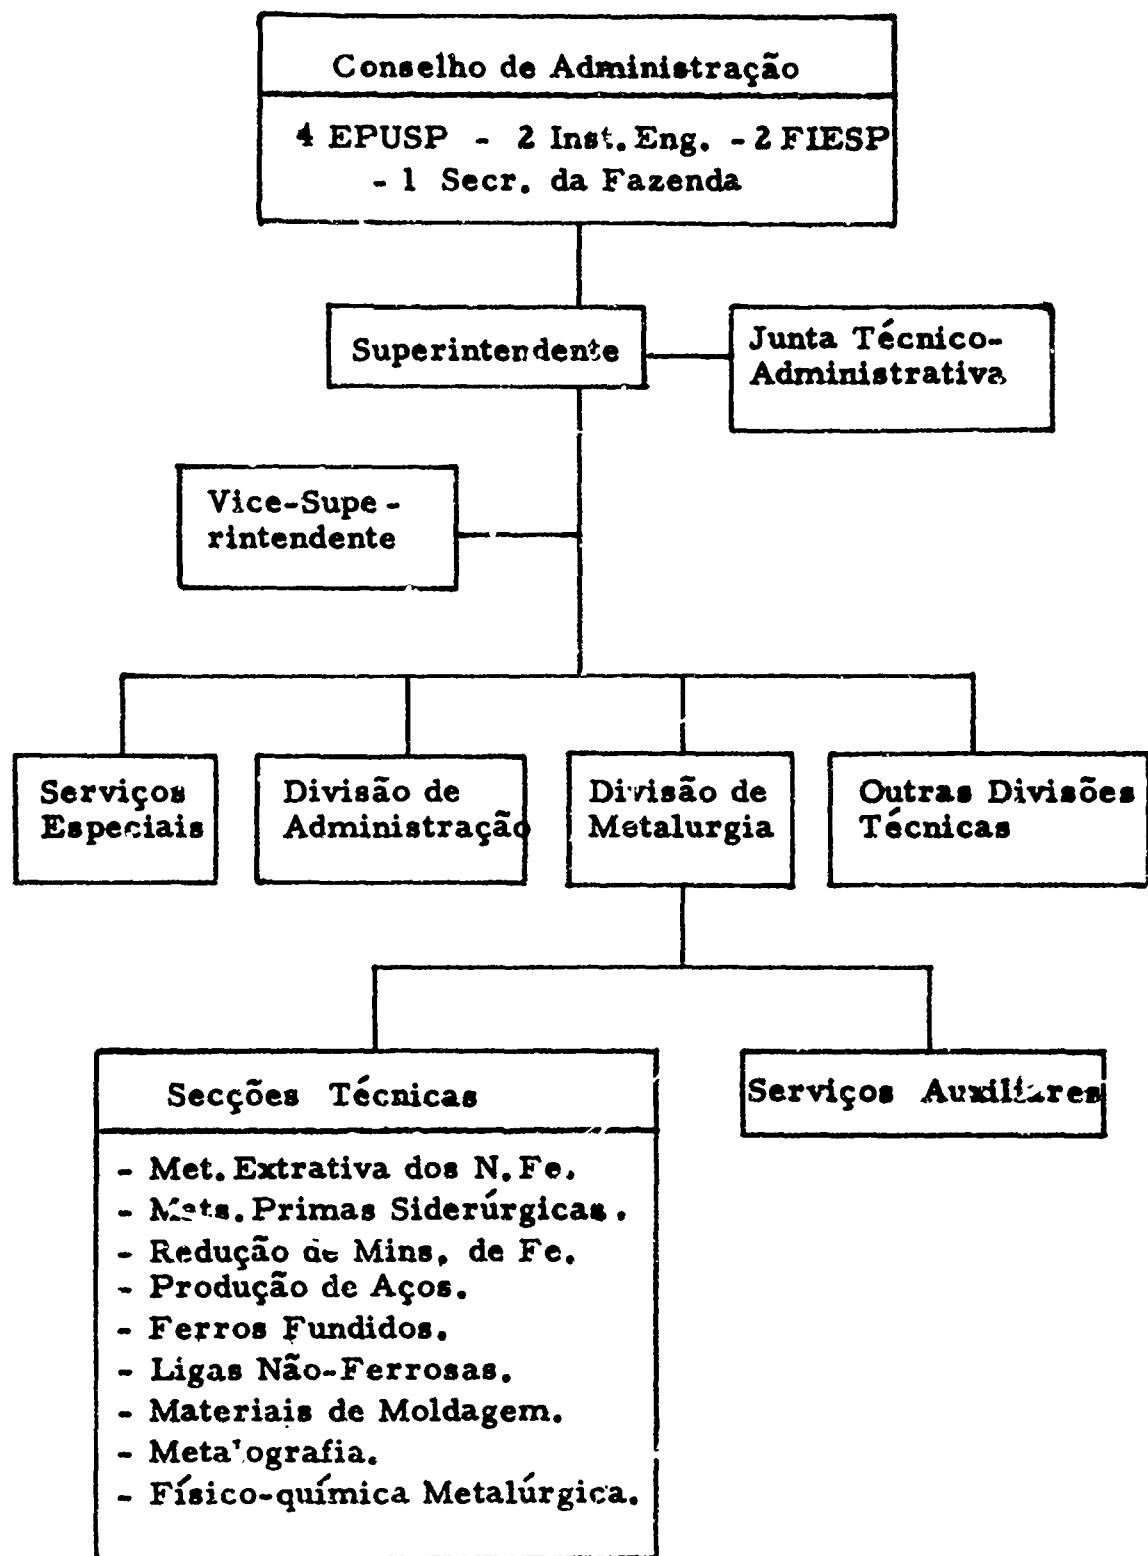 Conselho de Administração
4 EPUSP - 2 Inst. Eng. - 2 FIESP
- 1 Secr. da Fazenda
Superintendente
Junta Técnico-
Administrativa
Vice-Supe-
rintendente
Serviços
Especiais
Divisão de
Administração
Divisão de
Metalurgia
Outras Divisões
Técnicas
Secções Técnicas
- Met. Extrativa dos N. Fe.
- Mats. Primas Siderúrgicas.
- Redução de Mins. de Fe.
- Produção de Aços.
- Ferros Fundidos.
- Ligas Não-Ferrosas.
- Materiais de Moldagem.
- Metalografia.
- Físico-química Metalúrgica.
Serviços Auxiliares